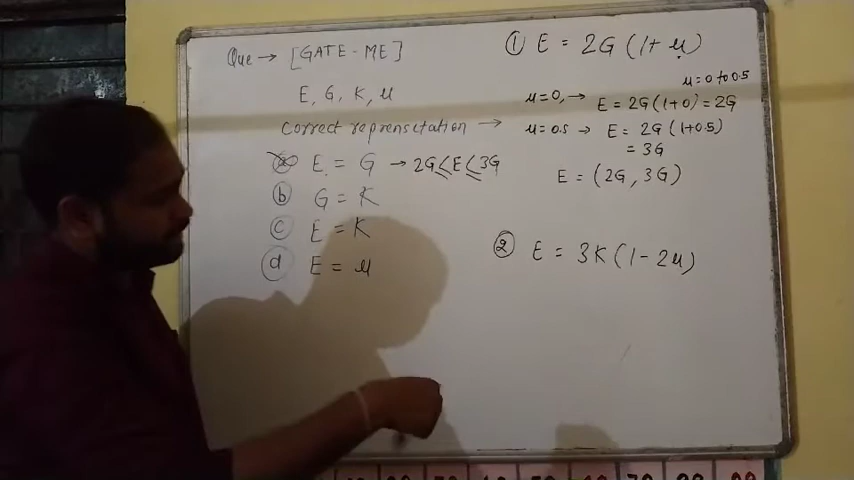 Que → [GATE-ME]
E, G, K, μ
Correct reprensctation →
(a) E = G → 2G ≤ E ≤ 3G
(b) G = K
(c) E = K
(d) E = μ
① E = 2G (1+ μ)
μ = 0 to 0.5
μ=0, → E = 2G(1+0) = 2G
μ = 0.5 → E = 2G (1+0.5)
= 3G
E = (2G, 3G)
② E = 3K (1 - 2μ)